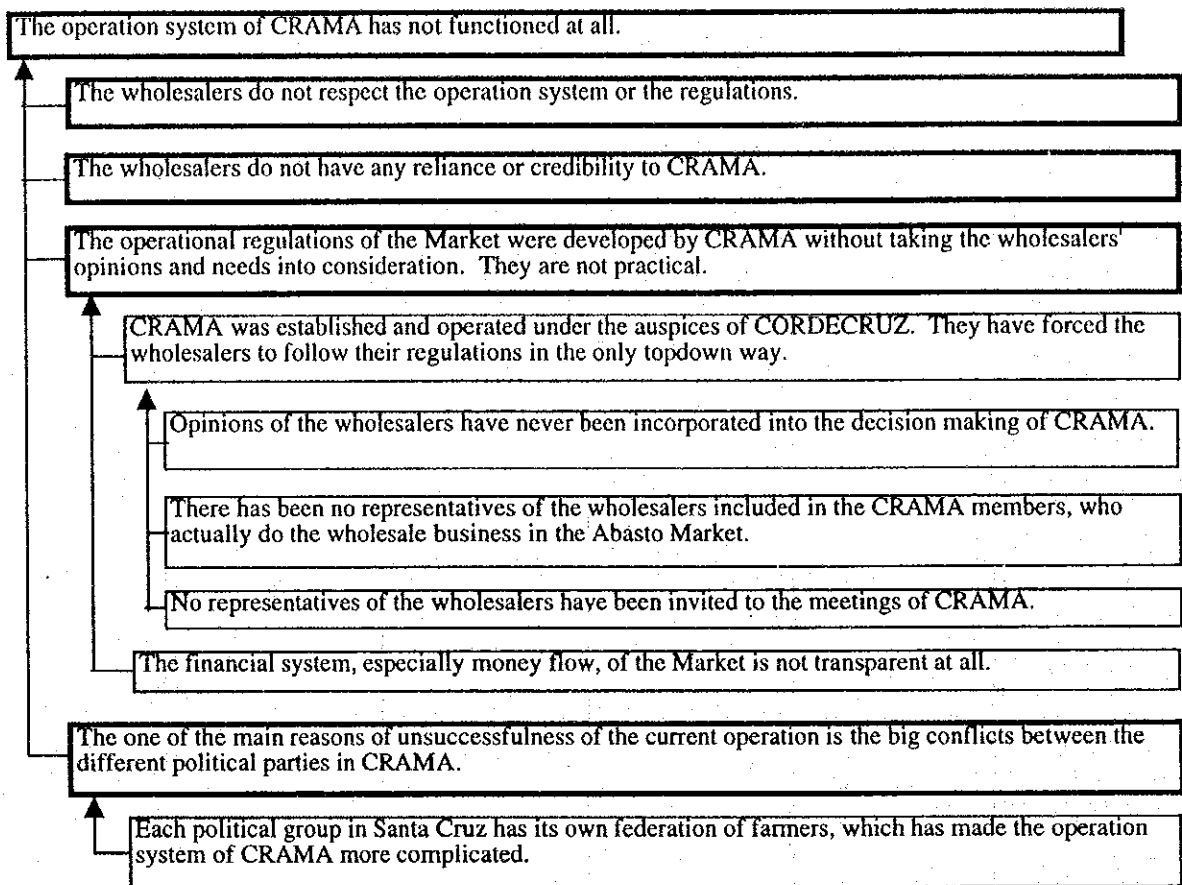 The operation system of CRAMA has not functioned at all.
The wholesalers do not respect the operation system or the regulations.
The wholesalers do not have any reliance or credibility to CRAMA.
The operational regulations of the Market were developed by CRAMA without taking the wholesalers'
opinions and needs into consideration. They are not practical.
CRAMA was established and operated under the auspices of CORDECRUZ. They have forced the
wholesalers to follow their regulations in the only topdown way.
Opinions of the wholesalers have never been incorporated into the decision making of CRAMA.
There has been no representatives of the wholesalers included in the CRAMA members, who
actually do the wholesale business in the Abasto Market.
No representatives of the wholesalers have been invited to the meetings of CRAMA.
The financial system, especially money flow, of the Market is not transparent at all.
The one of the main reasons of unsuccessfulness of the current operation is the big conflicts between the
different political parties in CRAMA.
Each political group in Santa Cruz has its own federation of farmers, which has made the operation
system of CRAMA more complicated.